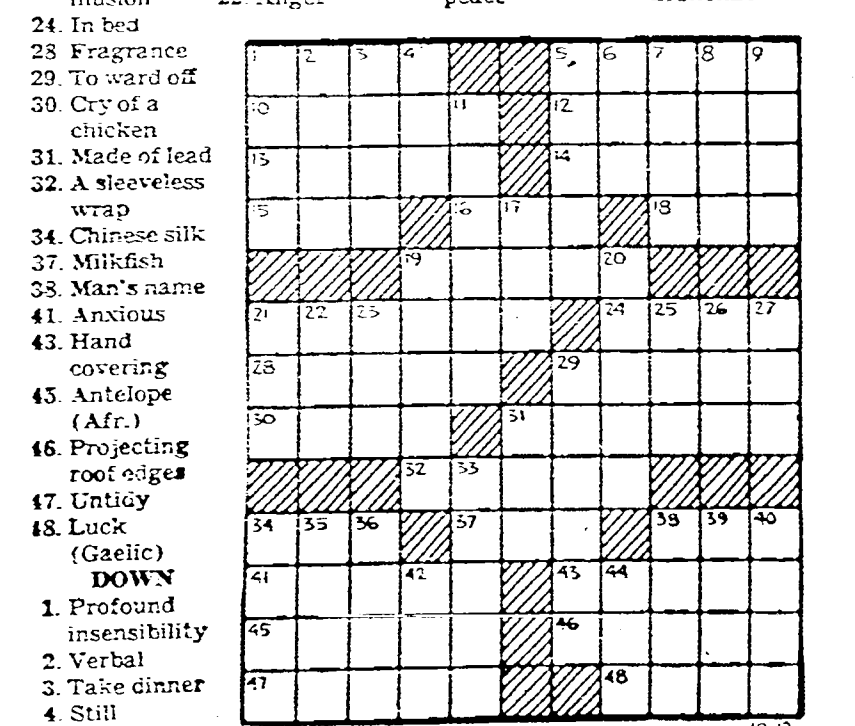 22. Anger
24. In bed
28 Fragrance
29. To ward off
30. Cry of a
chicken
31. Made of lead
32. A sleeveless
wrap
34. Chinese silk
37. Milkfish
38. Man's name
41. Anxious
43. Hand
covering
45. Antelope
(Afr.)
46. Projecting
roof edges
47. Untidy
48. Luck
(Gaelic)
DOWN
1. Profound
insensibility
2. Verbal
3. Take dinner
4. Still
1 2 3 4 5 6 7 8 9
10 11 12
13 14
15 16 17 18
19 20
21 22 23 24 25 26 27
28 29
30 31
32 33
34 35 36 37 38 39 40
41 42 43 44
45 46
47 48